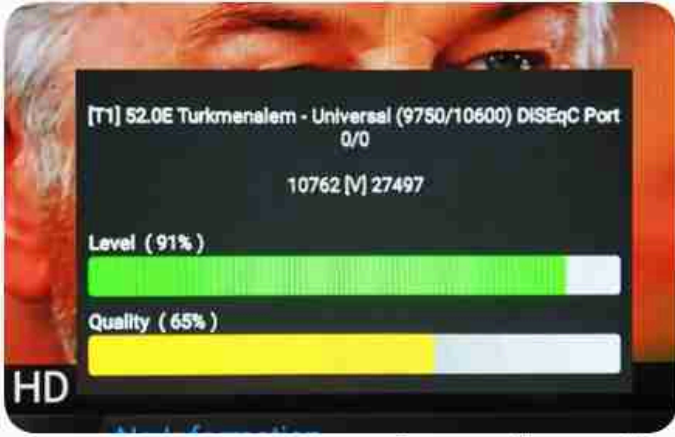 [T1] 52.0E Turkmenalem - Universal (9750/10600) DiSEqC Port
0/0
10762 [V] 27497
Level ( 91% )
Quality ( 65% )
HD